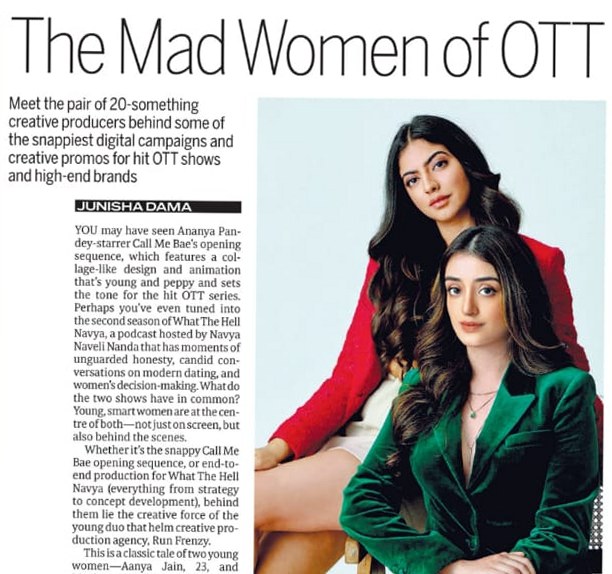 The Mad Women of OTT
Meet the pair of 20-something
creative producers behind some of
the snappiest digital campaigns and
creative promos for hit OTT shows
and high-end brands
JUNISHA DAMA
YOU may have seen Ananya Pan-
dey-starrer Call Me Bae's opening
sequence, which features a col-
lage-like design and animation
that's young and peppy and sets
the tone for the hit OTT series.
Perhaps you've even tuned into
the second season of What The Hell
Navya, a podcast hosted by Navya
Naveli Nanda that has moments of
unguarded honesty, candid con-
versations on modern dating, and
women's decision-making. What do
the two shows have in common?
Young, smart women are at the cen-
tre of both—not just on screen, but
also behind the scenes.
Whether it's the snappy Call Me
Bae opening sequence, or end-to-
end production for What The Hell
Navya (everything from strategy
to concept development), behind
them lie the creative force of the
young duo that helm creative pro-
duction agency, Run Frenzy.
This is a classic tale of two young
women—Aanya Jain, 23, and